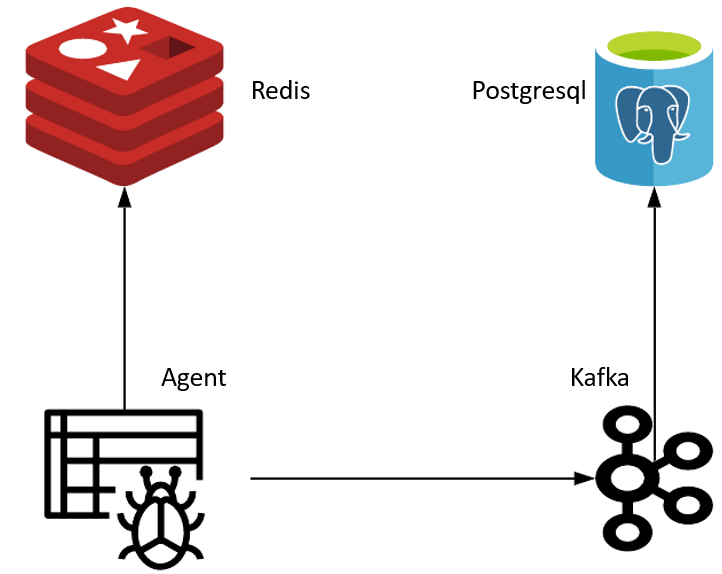 Redis
Postgresql
Agent
Kafka